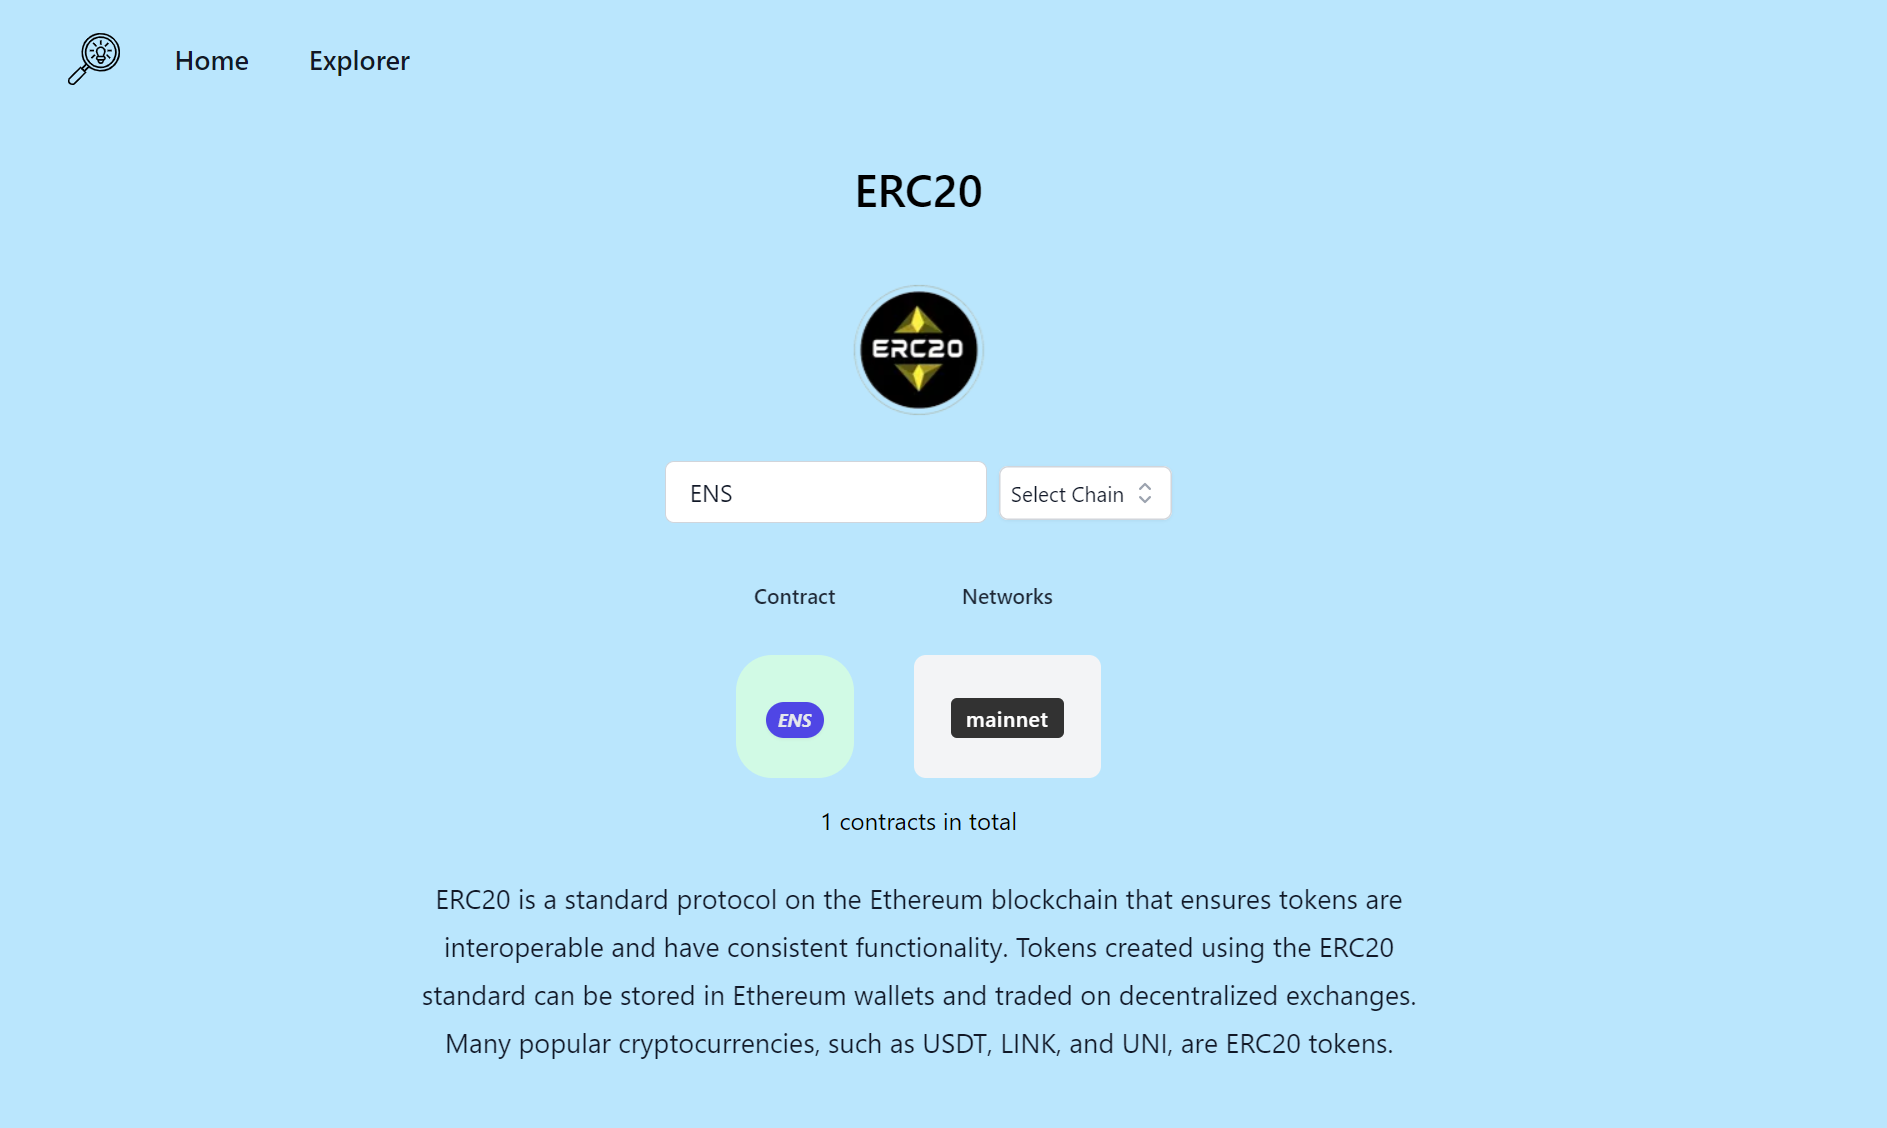 Home Explorer
ERC20
ERC20
ENS Select Chain
Contract Networks
ENS mainnet
1 contracts in total
ERC20 is a standard protocol on the Ethereum blockchain that ensures tokens are
interoperable and have consistent functionality. Tokens created using the ERC20
standard can be stored in Ethereum wallets and traded on decentralized exchanges.
Many popular cryptocurrencies, such as USDT, LINK, and UNI, are ERC20 tokens.